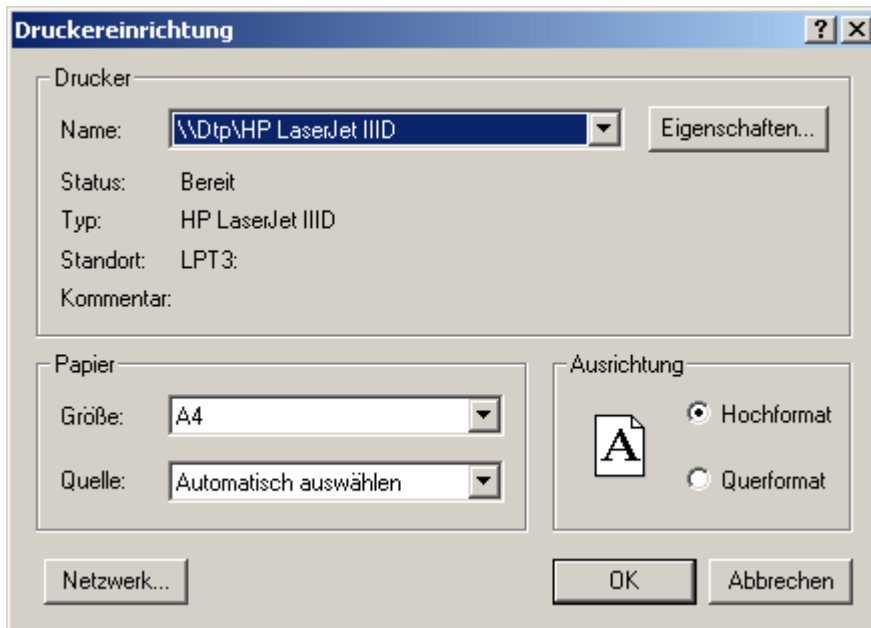 Druckereinrichtung
Drucker
Name: \\Dtp\HP LaserJet IIID Eigenschaften...
Status: Bereit
Typ: HP LaserJet IIID
Standort: LPT3:
Kommentar:
Papier
Größe: A4
Quelle: Automatisch auswählen
Ausrichtung
A
Hochformat
Querformat
Netzwerk... OK Abbrechen